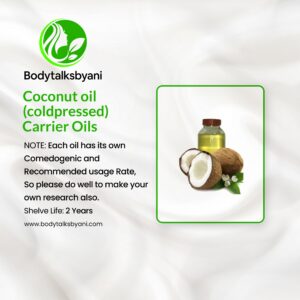 Bodytalksbyani
Coconut oil
(coldpressed)
Carrier Oils
NOTE: Each oil has its own
Comedogenic and
Recommended usage Rate,
So please do well to make your
own research also.
Shelve Life: 2 Years
www.bodytalksbyani.com